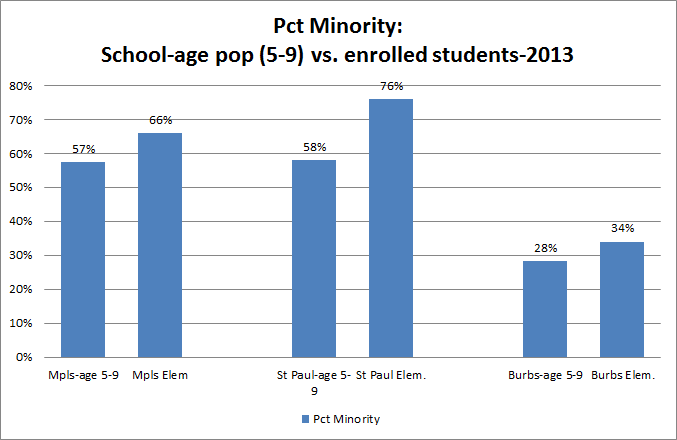 Pct Minority:
School-age pop (5-9) vs. enrolled students-2013
80%
70%
60%
50%
40%
30%
20%
10%
0%
57%
66%
58%
76%
28%
34%
Mpls-age 5-9
Mpls Elem
St Paul-age 5-
9
St Paul Elem.
Burbs-age 5-9
Burbs Elem.
Pct Minority